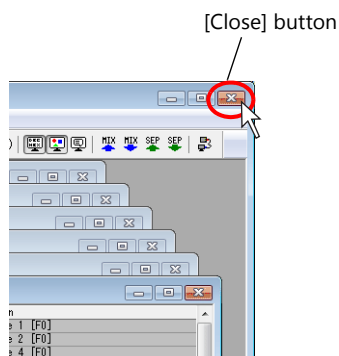 [Close] button
MIX MIX SEP SEP
n
e 1 [F0]
e 2 [F0]
e 4 [F0]